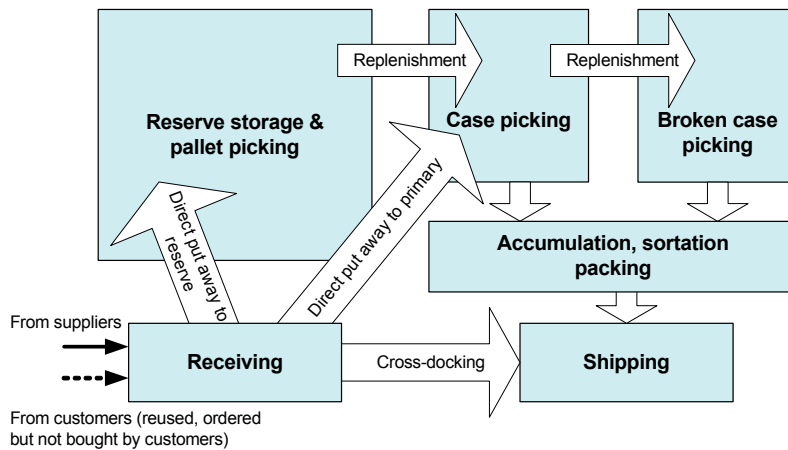 Replenishment
Replenishment
Reserve storage &
pallet picking
Case picking
Broken case
picking
Direct put away to
reserve
Direct put away to primary
Accumulation, sortation
packing
From suppliers
Receiving
Cross-docking
Shipping
From customers (reused, ordered
but not bought by customers)